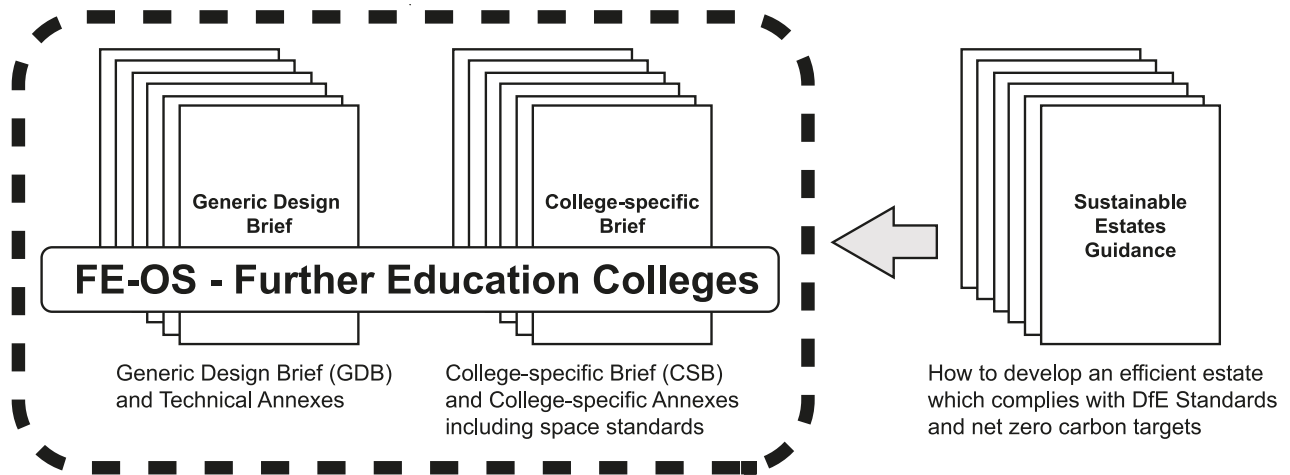 Generic Design
Brief
College-specific
Brief
Sustainable
Estates
Guidance
FE-OS - Further Education Colleges
Generic Design Brief (GDB)
and Technical Annexes
College-specific Brief (CSB)
and College-specific Annexes
including space standards
How to develop an efficient estate
which complies with DfE Standards
and net zero carbon targets